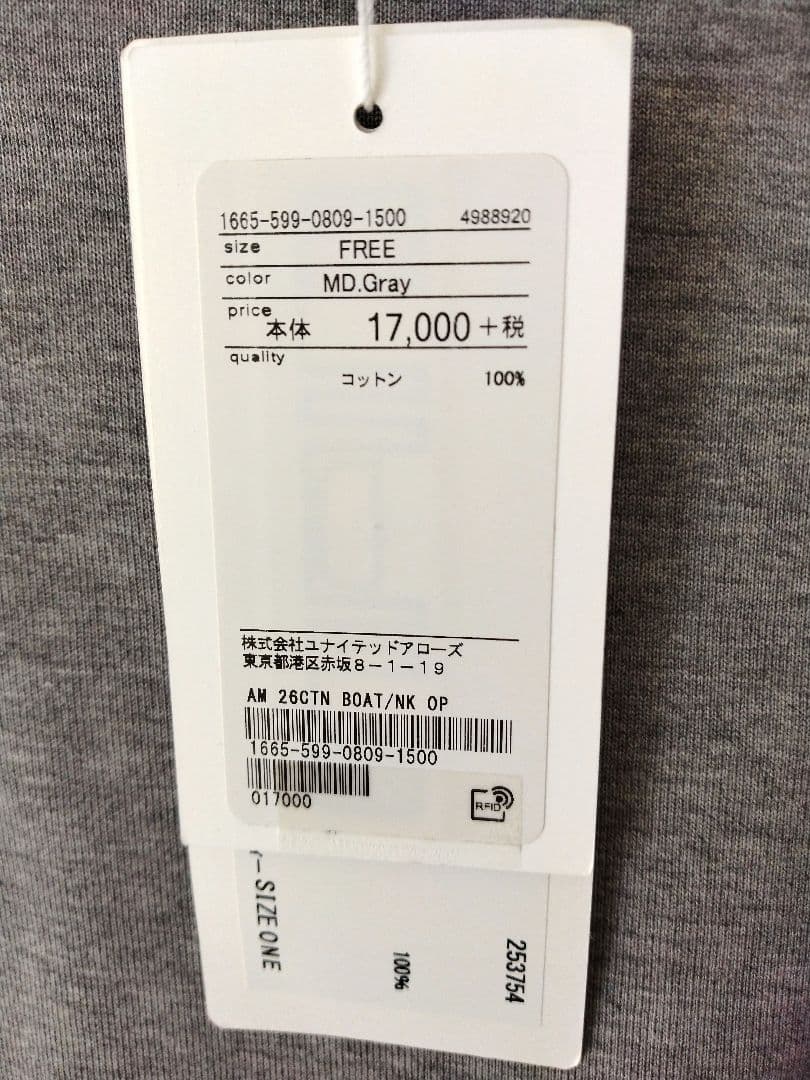 1665-599-0809-1500 4988920
size FREE
color MD.Gray
price 本体 17,000 +税
quality
コットン 100%
株式会社ユナイテッドアローズ
東京都港区赤坂8-1-19
AM 26CTN BOAT/NK OP
1665-599-0809-1500
017000
RFID
ー SIZE ONE
100%
253754